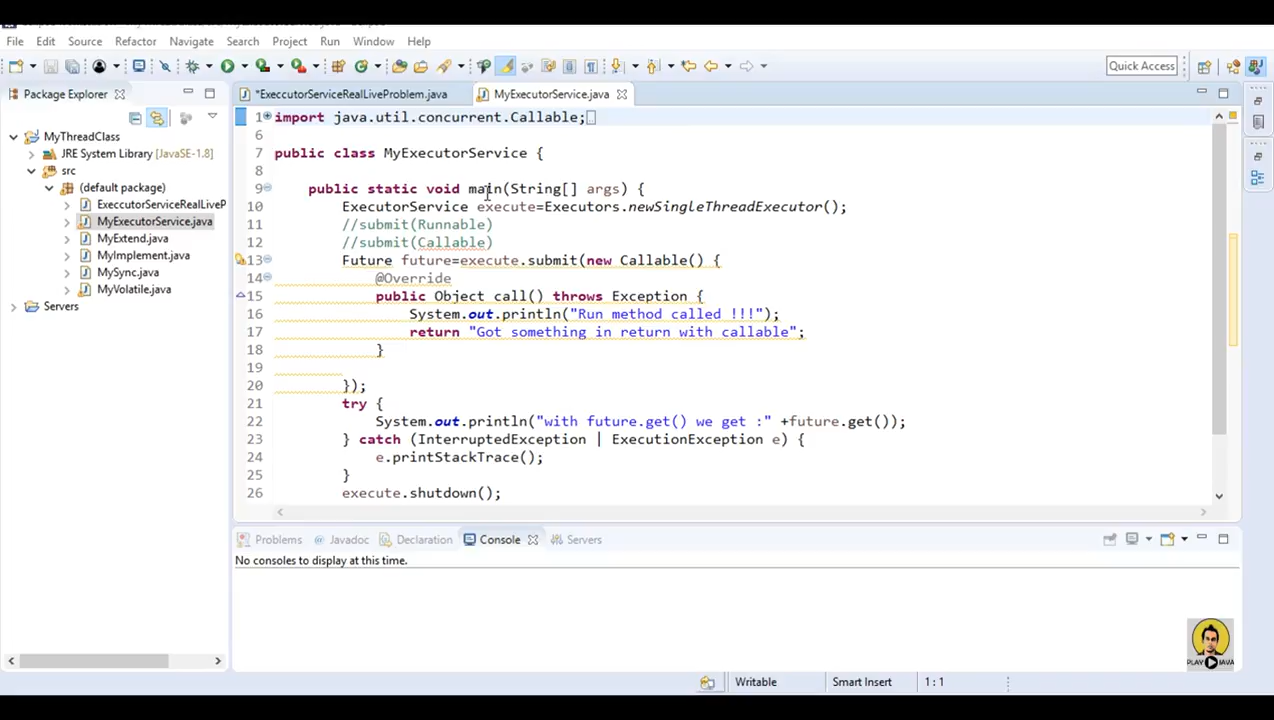 File Edit Source Refactor Navigate Search Project Run Window Help
Quick Access
Package Explorer
*ExeccutorServiceRealLiveProblem.java
MyExecutorService.java
MyThreadClass
JRE System Library [JavaSE-1.8]
src
(default package)
ExeccutorServiceRealLiveP
MyExecutorService.java
MyExtend.java
MyImplement.java
MySync.java
MyVolatile.java
Servers
1 import java.util.concurrent.Callable;
6
7 public class MyExecutorService {
8
9 public static void main(String[] args) {
10 ExecutorService execute=Executors.newSingleThreadExecutor();
11 //submit(Runnable)
12 //submit(Callable)
13 Future future=execute.submit(new Callable() {
14 @Override
15 public Object call() throws Exception {
16 System.out.println("Run method called !!!");
17 return "Got something in return with callable";
18 }
19
20 });
21 try {
22 System.out.println("with future.get() we get :" +future.get());
23 } catch (InterruptedException | ExecutionException e) {
24 e.printStackTrace();
25 }
26 execute.shutdown();
Problems Javadoc Declaration Console Servers
No consoles to display at this time.
PLAY JAVA
Writable Smart Insert 1 : 1